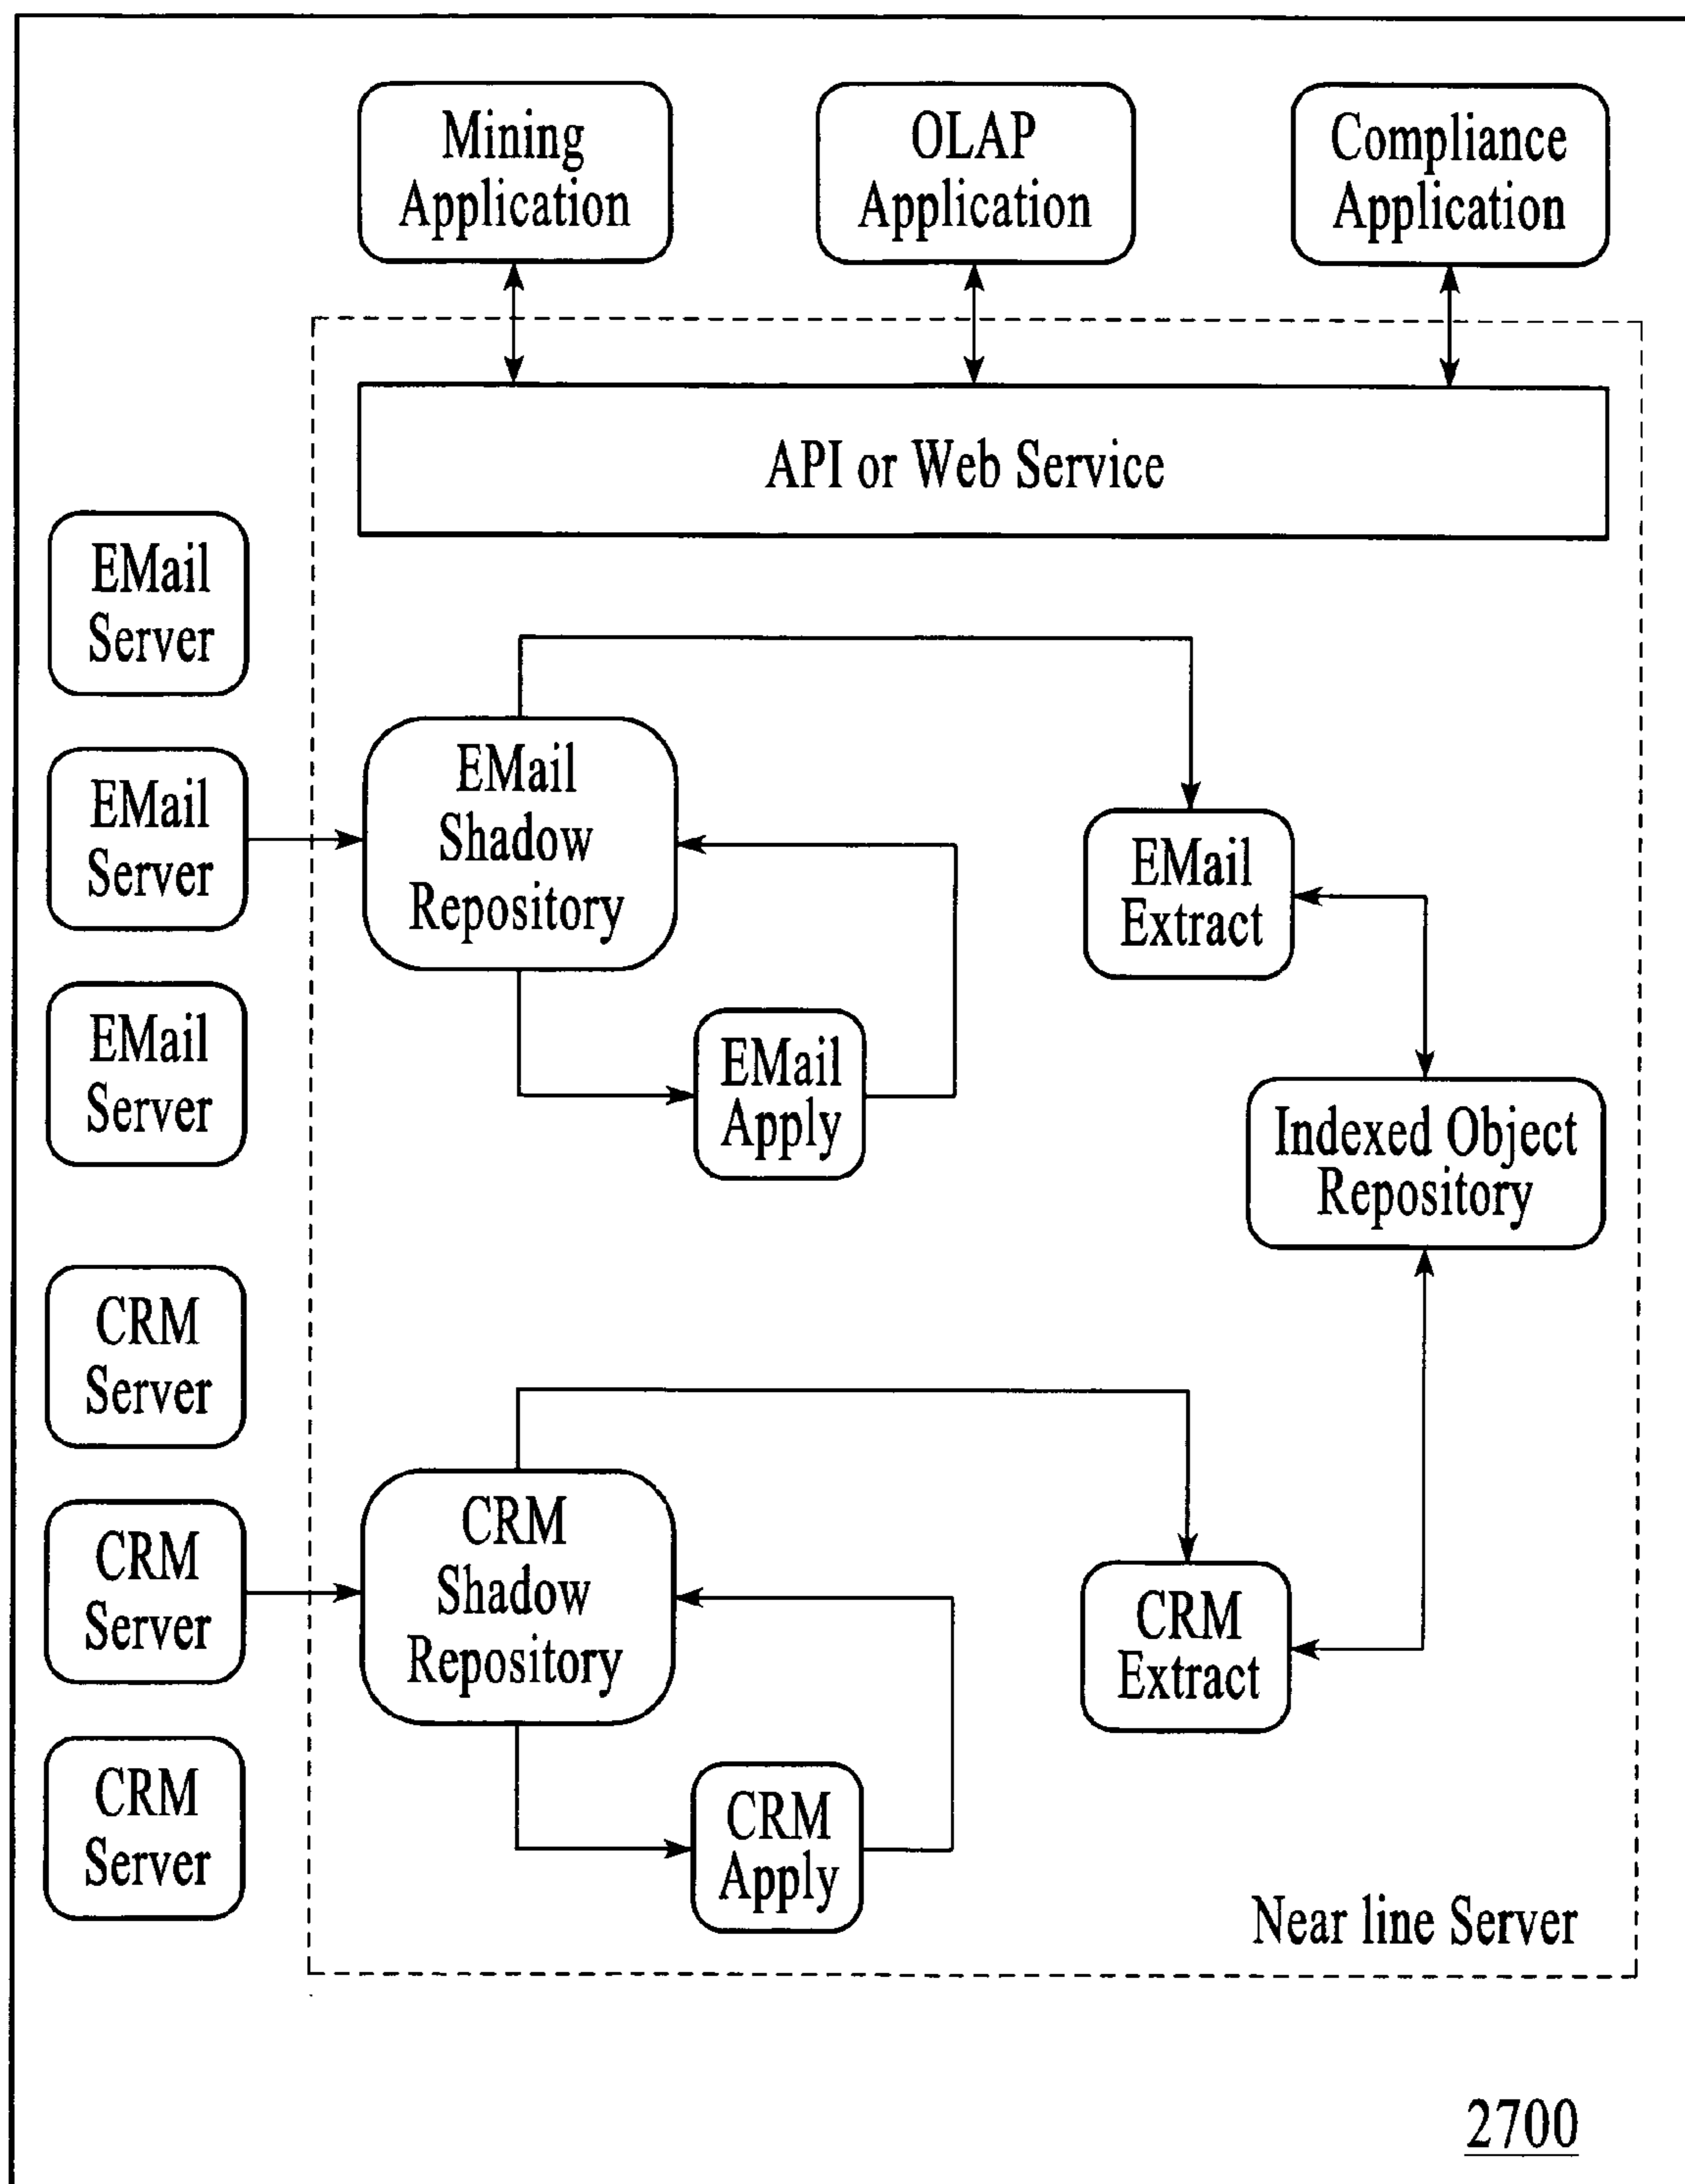 Mining
Application
OLAP
Application
Compliance
Application
API or Web Service
EMail
Server
EMail
Server
EMail
Shadow
Repository
EMail
Extract
EMail
Server
EMail
Apply
Indexed Object
Repository
CRM
Server
CRM
Server
CRM
Shadow
Repository
CRM
Extract
CRM
Server
CRM
Apply
Near line Server
2700